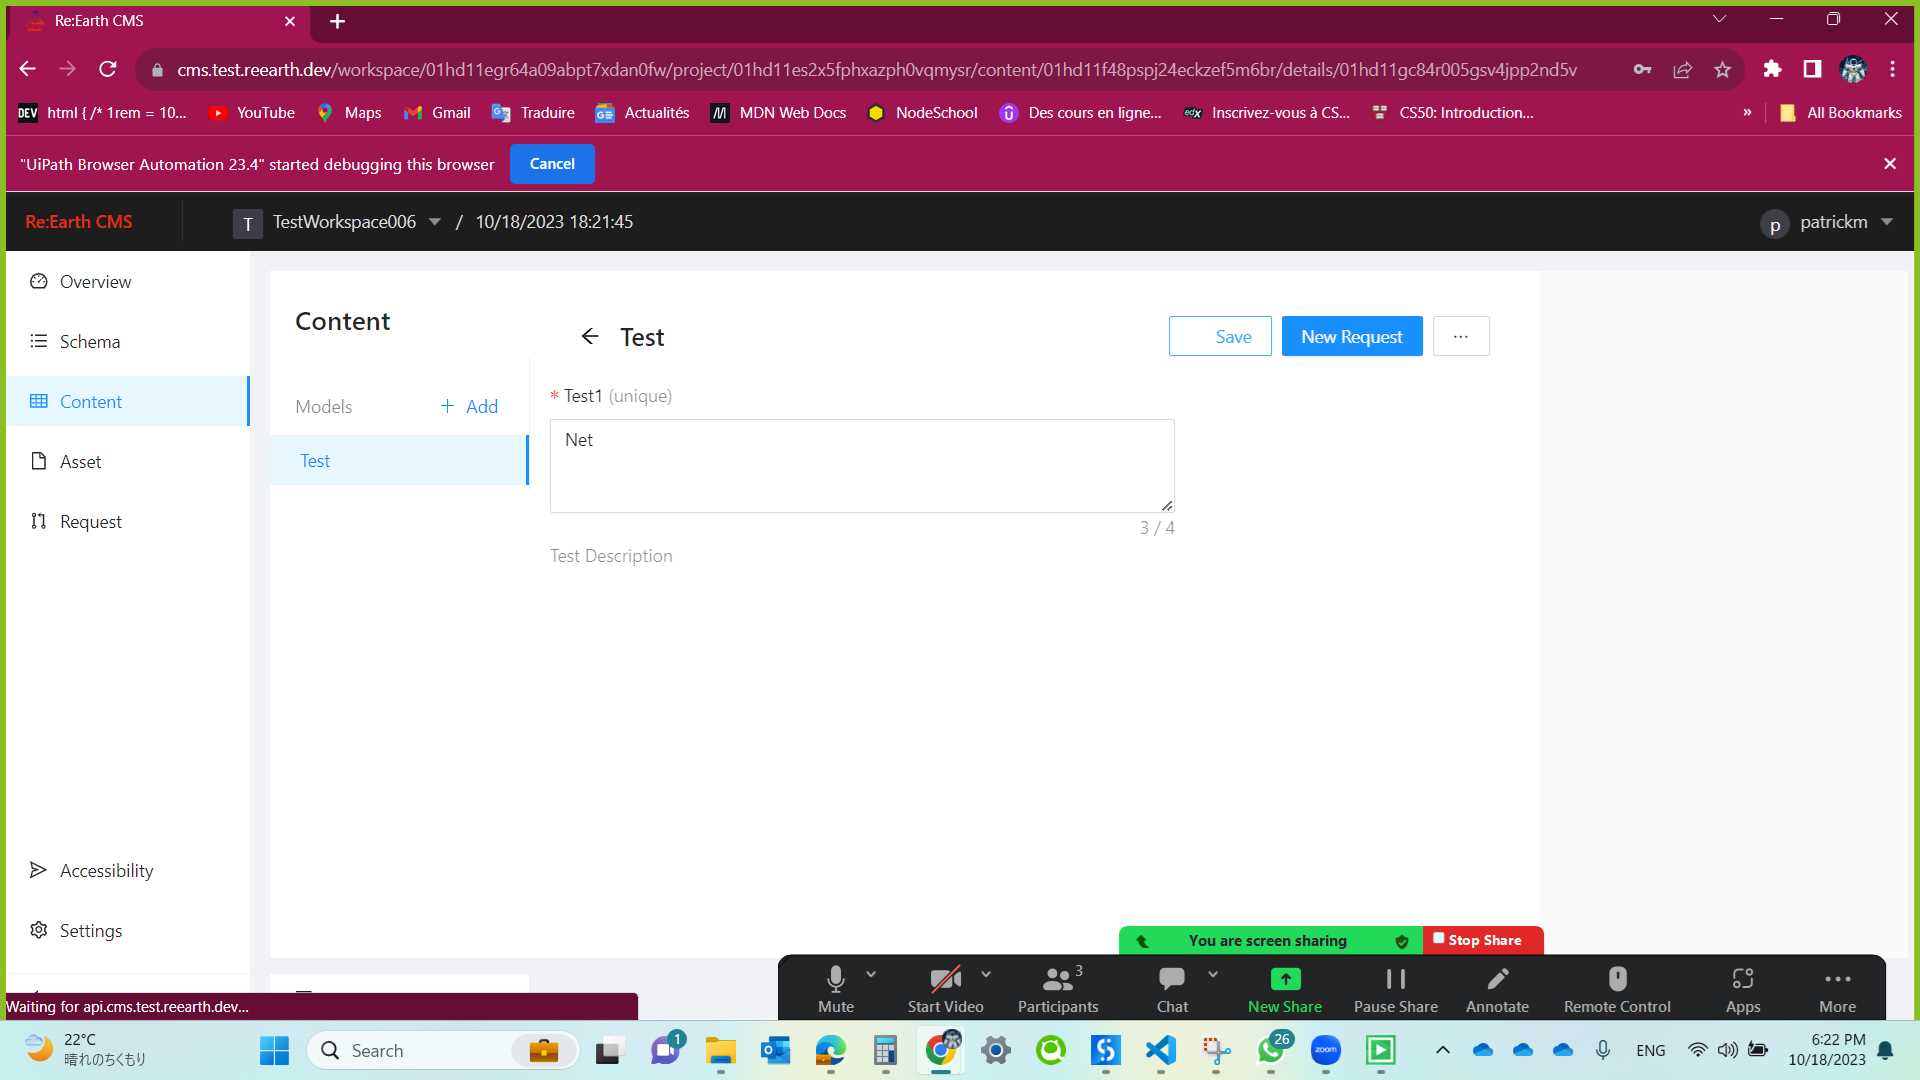 Re:Earth CMS
cms.test.reearth.dev/workspace/01hd11egr64a09abpt7xdan0fw/project/01hd11es2x5fphxazph0vqmysr/content/01hd11f48pspj24eckzef5m6br/details/01hd11gc84r005gsv4jpp2nd5v
DEV html { /* 1rem = 10... YouTube Maps Gmail Traduire Actualités MDN Web Docs NodeSchool Des cours en ligne... edX Inscrivez-vous à CS... CS50: Introduction... » All Bookmarks
"UiPath Browser Automation 23.4" started debugging this browser Cancel
Re:Earth CMS T TestWorkspace006 / 10/18/2023 18:21:45 p patrickm
Overview
Schema
Content
Asset
Request
Accessibility
Settings
Content
Models + Add
Test
Test
Save New Request ...
* Test1 (unique)
Net
3 / 4
Test Description
You are screen sharing Stop Share
Mute Start Video Participants 3 Chat New Share Pause Share Annotate Remote Control Apps More
Waiting for api.cms.test.reearth.dev...
22°C
晴れのちくもり
Search
1
26
zoom
ENG
6:22 PM
10/18/2023